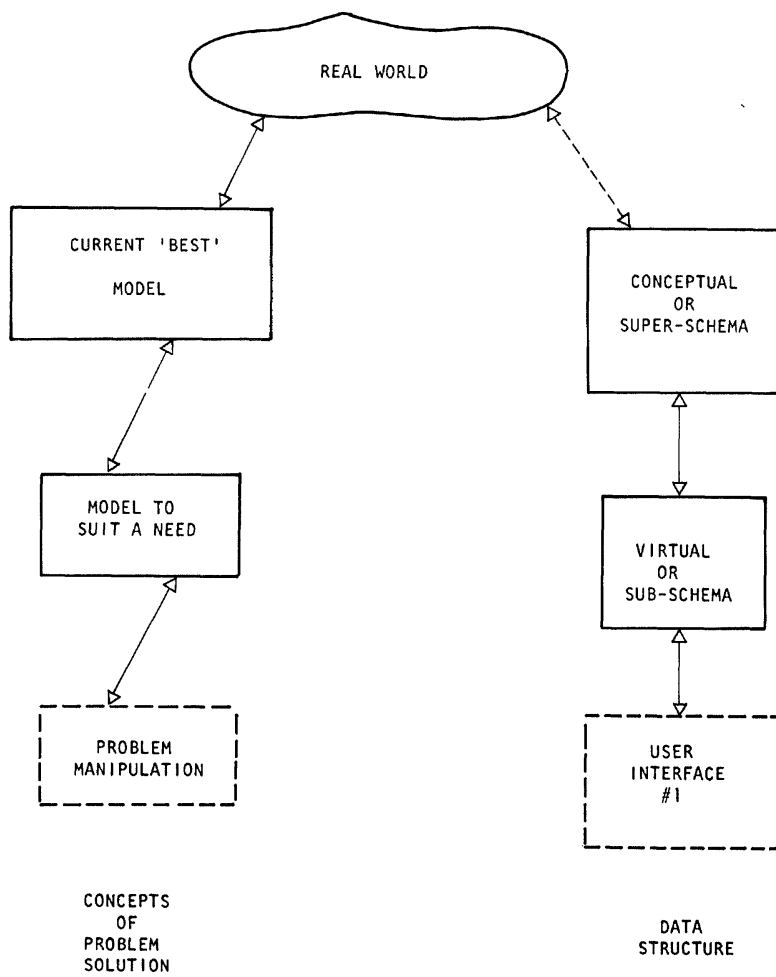 REAL WORLD
CURRENT 'BEST'
MODEL
MODEL TO
SUIT A NEED
PROBLEM
MANIPULATION
CONCEPTS
OF
PROBLEM
SOLUTION
CONCEPTUAL
OR
SUPER-SCHEMA
VIRTUAL
OR
SUB-SCHEMA
USER
INTERFACE
#1
DATA
STRUCTURE